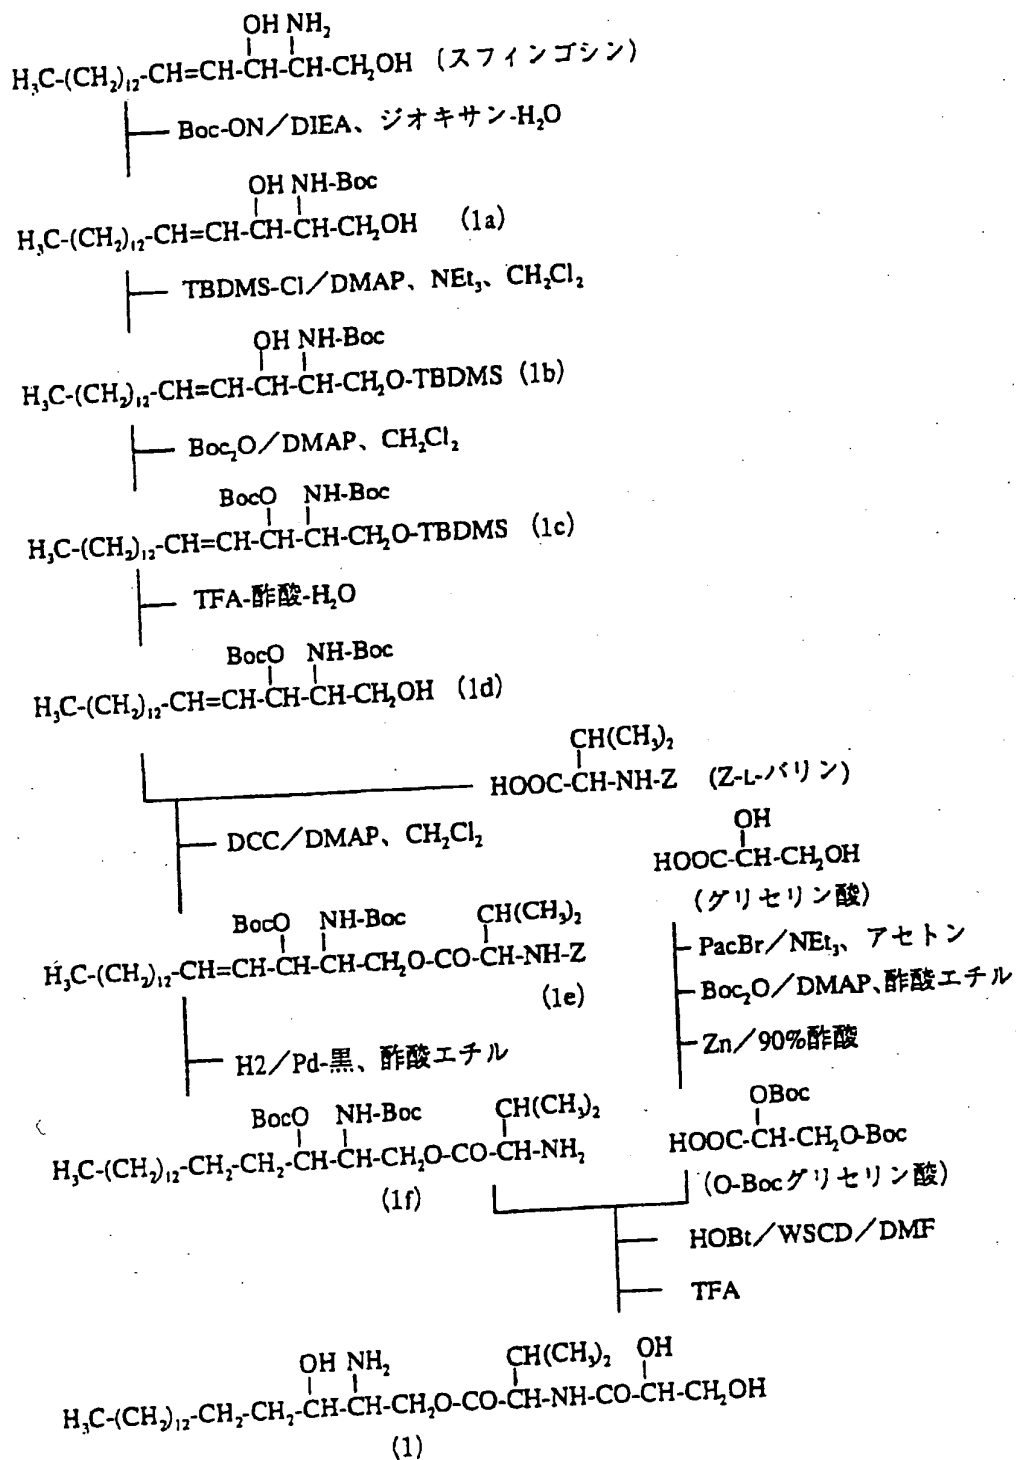 OH NH₂
H₃C-(CH₂)₁₂-CH=CH-CH-CH-CH₂OH (スフィンゴシン)
Boc-ON/DIEA、ジオキサン-H₂O
OH NH-Boc
H₃C-(CH₂)₁₂-CH=CH-CH-CH-CH₂OH (1a)
TBDMS-Cl/DMAP、NEt₃、CH₂Cl₂
OH NH-Boc
H₃C-(CH₂)₁₂-CH=CH-CH-CH-CH₂O-TBDMS (1b)
Boc₂O/DMAP、CH₂Cl₂
BocO NH-Boc
H₃C-(CH₂)₁₂-CH=CH-CH-CH-CH₂O-TBDMS (1c)
TFA-酢酸-H₂O
BocO NH-Boc
H₃C-(CH₂)₁₂-CH=CH-CH-CH-CH₂OH (1d)
CH(CH₃)₂
HOOC-CH-NH-Z (Z-L-バリン)
DCC/DMAP、CH₂Cl₂
OH
HOOC-CH-CH₂OH
(グリセリン酸)
PacBr/NEt₃、アセトン
Boc₂O/DMAP、酢酸エチル
Zn/90%酢酸
BocO NH-Boc CH(CH₃)₂
H₃C-(CH₂)₁₂-CH=CH-CH-CH-CH₂O-CO-CH-NH-Z
(1e)
H2/Pd-黒、酢酸エチル
BocO NH-Boc CH(CH₃)₂
H₃C-(CH₂)₁₂-CH₂-CH₂-CH-CH-CH₂O-CO-CH-NH₂
(1f)
OBoc
HOOC-CH-CH₂O-Boc
(O-Bocグリセリン酸)
HOBt/WSCD/DMF
TFA
OH NH₂ CH(CH₃)₂ OH
H₃C-(CH₂)₁₂-CH₂-CH₂-CH-CH-CH₂O-CO-CH-NH-CO-CH-CH₂OH
(1)